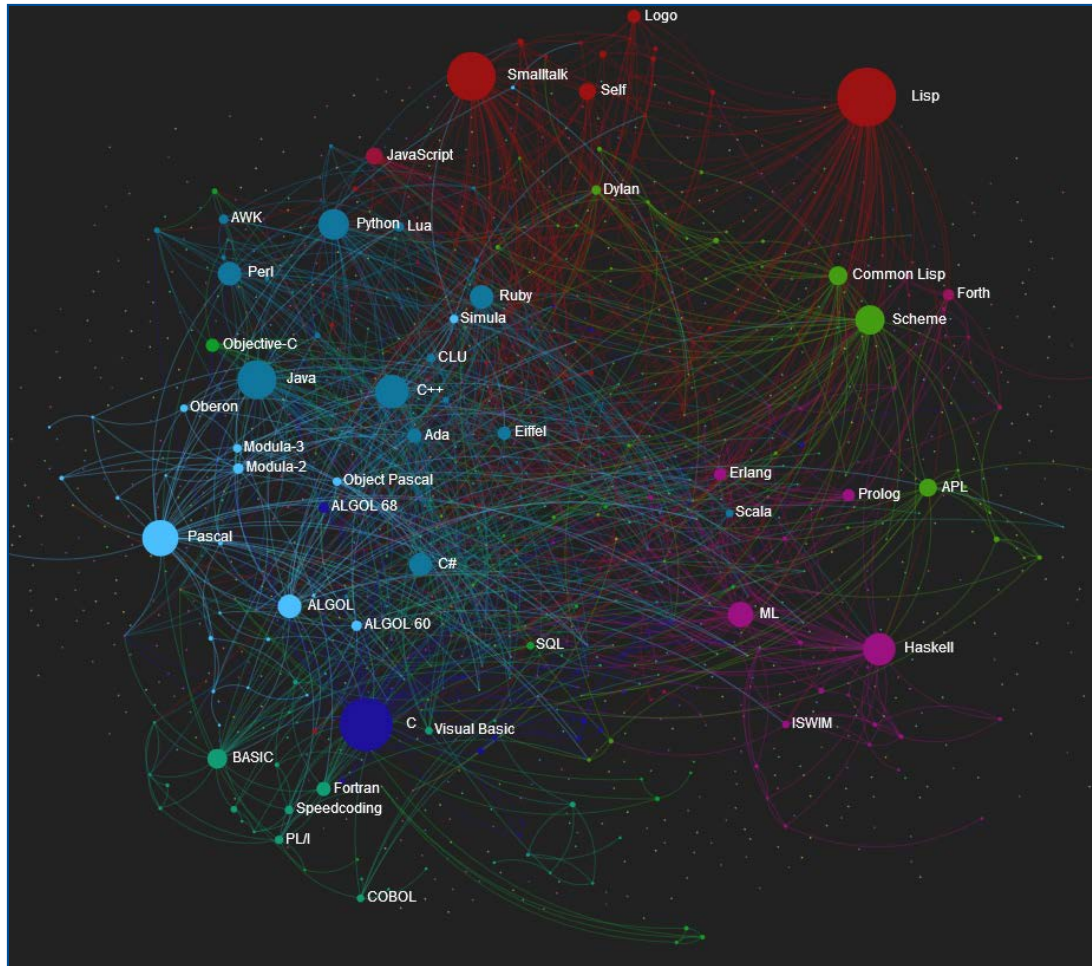 Logo
Smalltalk
Self
Lisp
JavaScript
Dylan
AWK
Python
Lua
Perl
Common Lisp
Forth
Ruby
Simula
Scheme
Objective-C
CLU
Java
C++
Oberon
Ada
Eiffel
Modula-3
Modula-2
Object Pascal
Erlang
Prolog
APL
ALGOL 68
Scala
Pascal
C#
ALGOL
ALGOL 60
ML
SQL
Haskell
C
Visual Basic
ISWIM
BASIC
Fortran
Speedcoding
PL/I
COBOL